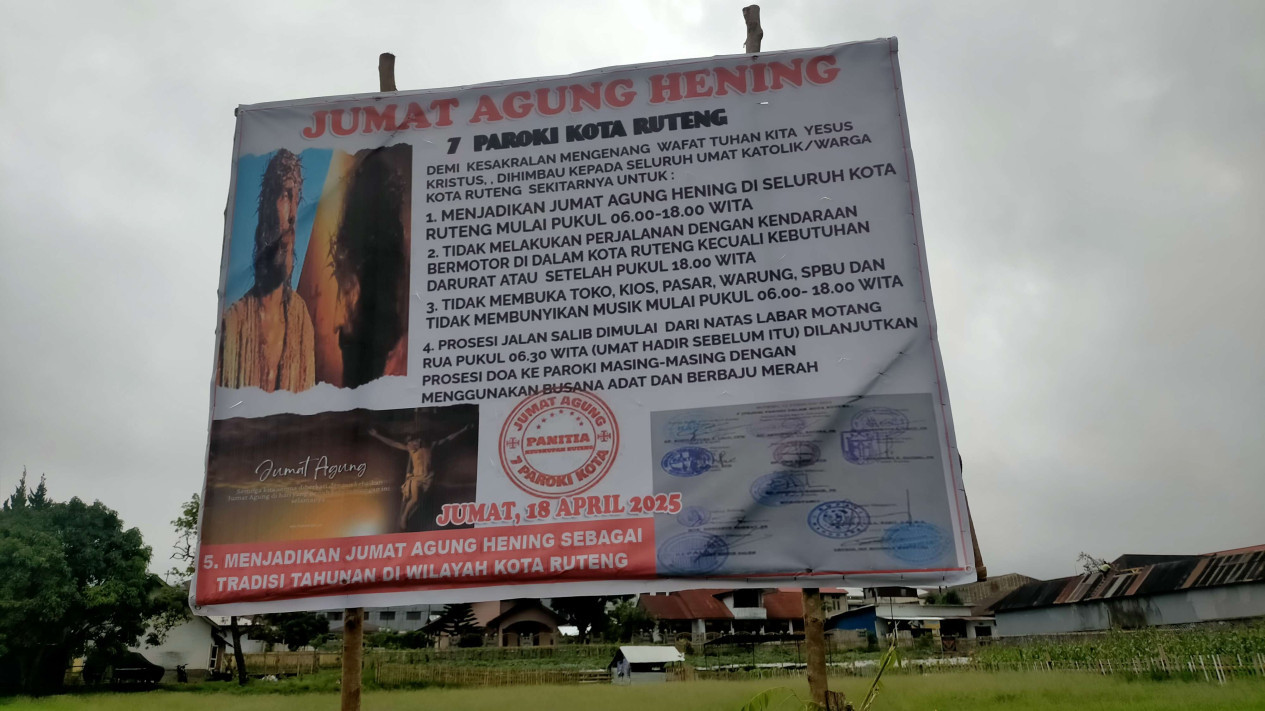 JUMAT AGUNG HENING
7 PAROKI KOTA RUTENG
DEMI KESAKRALAN MENGENANG WAFAT TUHAN KITA YESUS
KRISTUS, , DIHIMBAU KEPADA SELURUH UMAT KATOLIK/WARGA
KOTA RUTENG SEKITARNYA UNTUK :
1. MENJADIKAN JUMAT AGUNG HENING DI SELURUH KOTA
RUTENG MULAI PUKUL 06.00-18.00 WITA
2. TIDAK MELAKUKAN PERJALANAN DENGAN KENDARAAN
BERMOTOR DI DALAM KOTA RUTENG KECUALI KEBUTUHAN
DARURAT ATAU SETELAH PUKUL 18.00 WITA
3. TIDAK MEMBUKA TOKO, KIOS, PASAR, WARUNG, SPBU DAN
TIDAK MEMBUNYIKAN MUSIK MULAI PUKUL 06.00- 18.00 WITA
4. PROSESI JALAN SALIB DIMULAI DARI NATAS LABAR MOTANG
RUA PUKUL 06.30 WITA (UMAT HADIR SEBELUM ITU) DILANJUTKAN
PROSESI DOA KE PAROKI MASING-MASING DENGAN
MENGGUNAKAN BUSANA ADAT DAN BERBAJU MERAH
Jumat Agung
JUMAT AGUNG
PANITIA
7 PAROKI KOTA
JUMAT, 18 APRIL 2025
5. MENJADIKAN JUMAT AGUNG HENING SEBAGAI
TRADISI TAHUNAN DI WILAYAH KOTA RUTENG